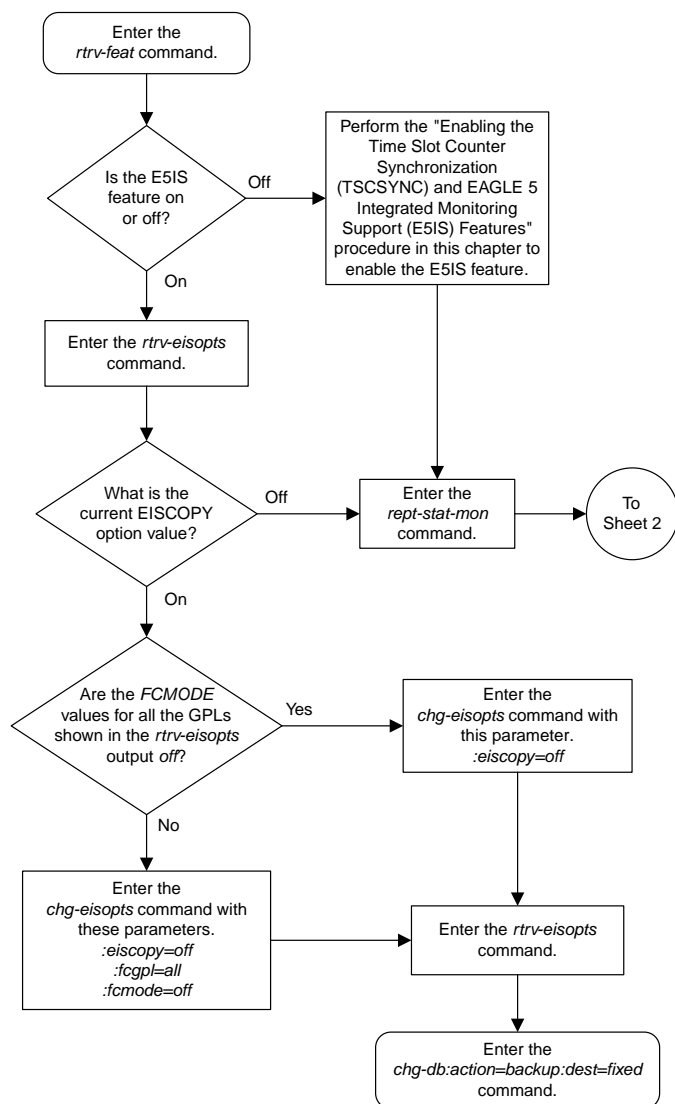 Enter the
rtrv-feat
command.
Is the E5IS
feature on
or off?
Off
Perform the "Enabling the
Time Slot Counter
Synchronization
(TSCSYNC) and EAGLE 5
Integrated Monitoring
Support (E5IS) Features"
procedure in this chapter to
enable the E5IS feature.
On
Enter the rtrv-eisopts
command.
What is the
current EISCOPY
option value?
Off
Enter the
rept-stat-mon
command.
To
Sheet 2
On
Are the FCMODE
values for all the GPLs
shown in the rtrv-eisopts
output off?
Yes
Enter the
chg-eisopts command with
this parameter.
:eiscopy=off
No
Enter the
chg-eisopts command with
these parameters.
:eiscopy=off
:fcgpl=all
:fcmode=off
Enter the rtrv-eisopts
command.
Enter the
chg-db:action=backup:dest=fixed
command.